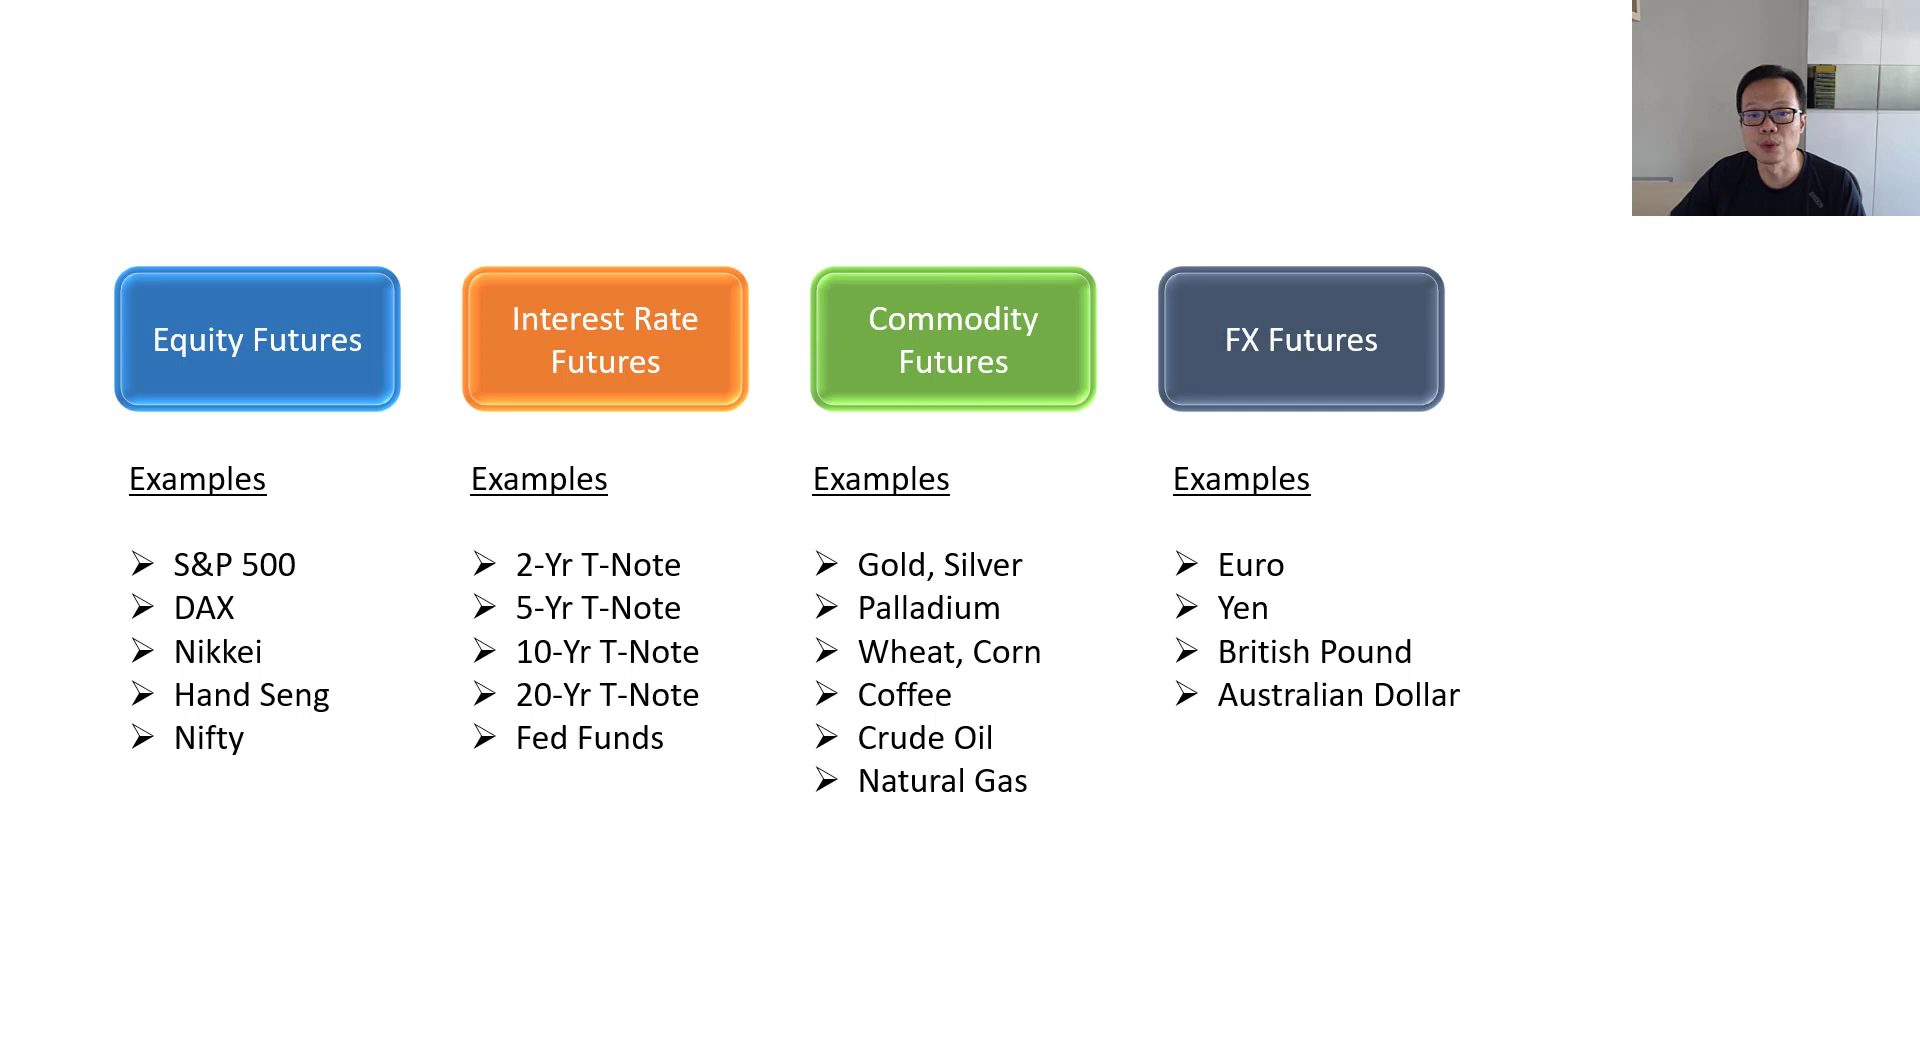 Equity Futures
Interest Rate
Futures
Commodity
Futures
FX Futures
Examples
➢ S&P 500
➢ DAX
➢ Nikkei
➢ Hand Seng
➢ Nifty
Examples
➢ 2-Yr T-Note
➢ 5-Yr T-Note
➢ 10-Yr T-Note
➢ 20-Yr T-Note
➢ Fed Funds
Examples
➢ Gold, Silver
➢ Palladium
➢ Wheat, Corn
➢ Coffee
➢ Crude Oil
➢ Natural Gas
Examples
➢ Euro
➢ Yen
➢ British Pound
➢ Australian Dollar